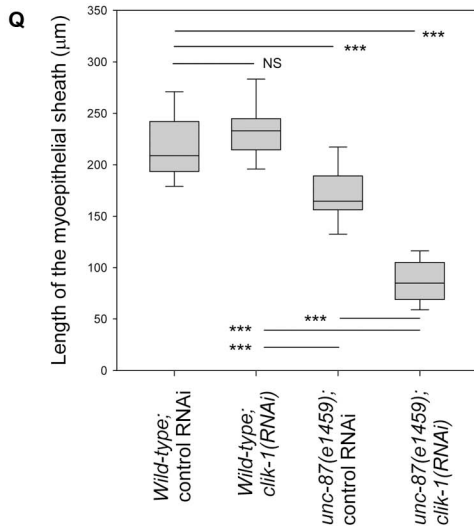 Q
Length of the myoepithelial sheath (μm)
350
300
250
200
150
100
50
0
***
***
NS
***
***
***
Wild-type;
control RNAi
Wild-type;
clik-1(RNAi)
unc-87(e1459);
control RNAi
unc-87(e1459);
clik-1(RNAi)